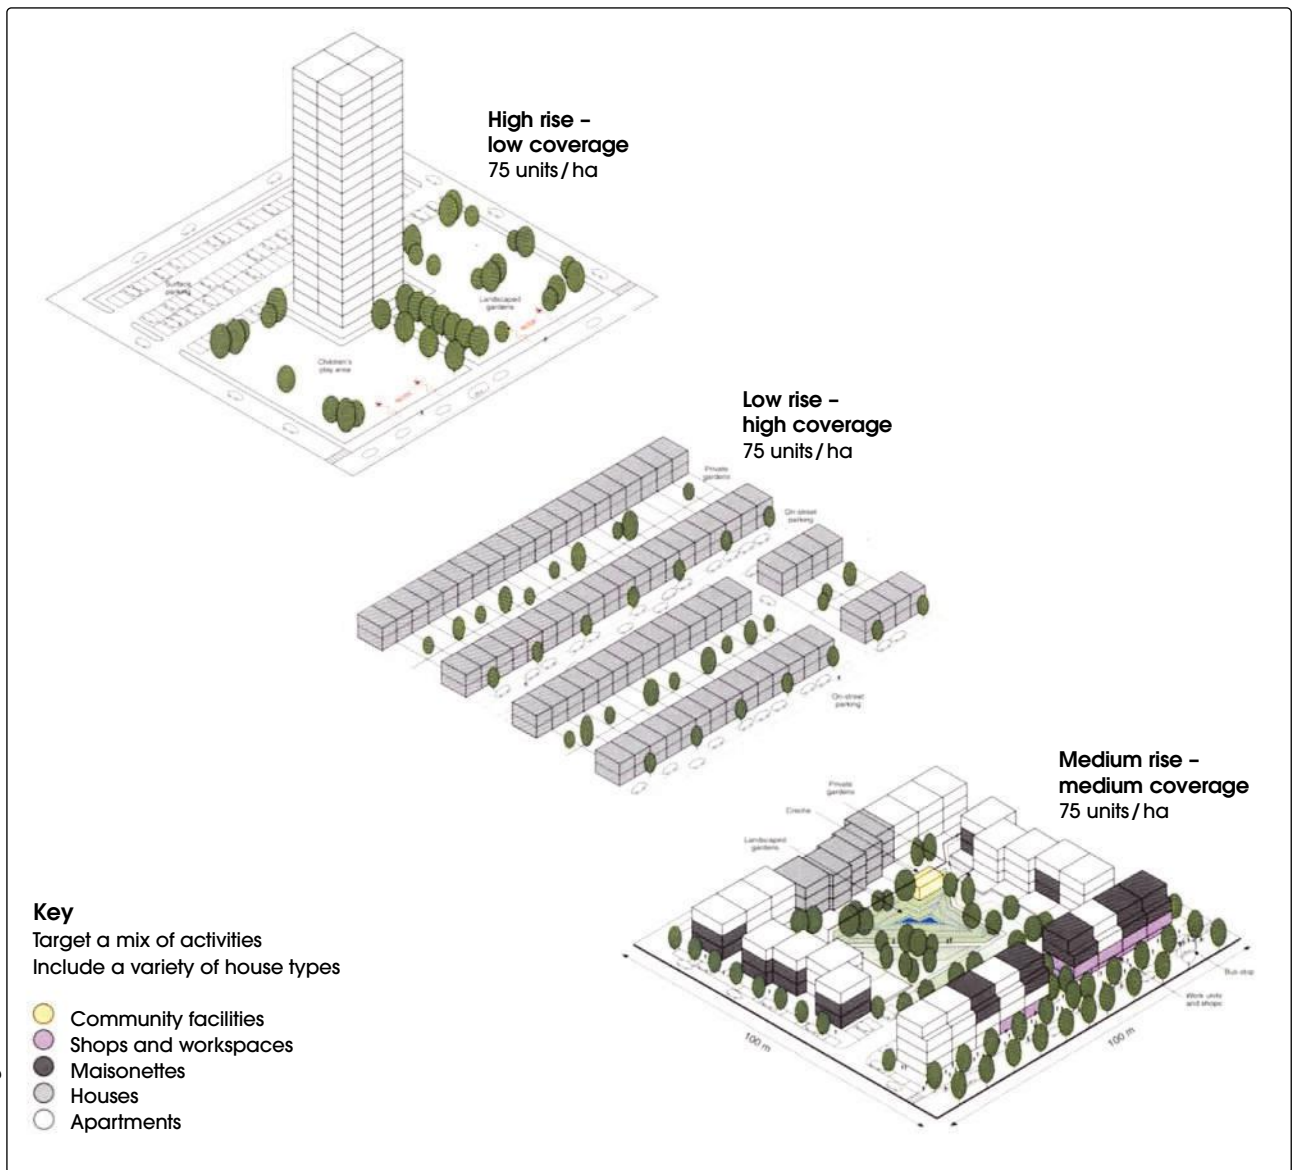 High rise –
low coverage
75 units/ha
Surface
parking
Landscaped
gardens
Children's
play area
Low rise –
high coverage
75 units/ha
Private
gardens
On-street
parking
On-street
parking
Medium rise –
medium coverage
75 units/ha
Private
gardens
Creche
Landscaped
gardens
Bus stop
Work units
and shops
100 m
100 m
Key
Target a mix of activities
Include a variety of house types
Community facilities
Shops and workspaces
Maisonettes
Houses
Apartments